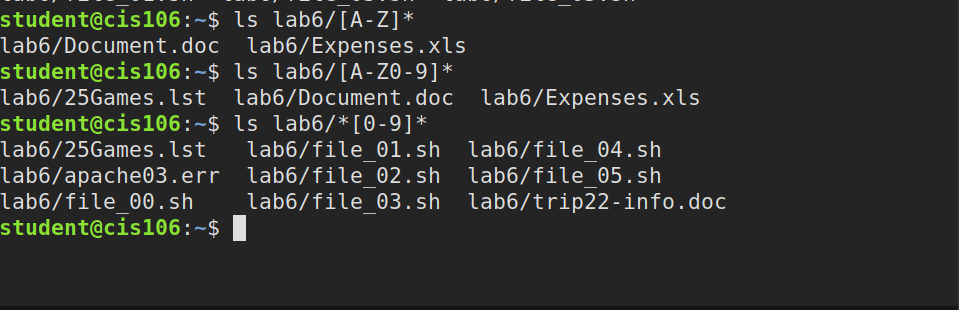 student@cis106:~$ ls lab6/[A-Z]*
lab6/Document.doc  lab6/Expenses.xls
student@cis106:~$ ls lab6/[A-Z0-9]*
lab6/25Games.lst  lab6/Document.doc  lab6/Expenses.xls
student@cis106:~$ ls lab6/*[0-9]*
lab6/25Games.lst   lab6/file_01.sh  lab6/file_04.sh
lab6/apache03.err  lab6/file_02.sh  lab6/file_05.sh
lab6/file_00.sh    lab6/file_03.sh  lab6/trip22-info.doc
student@cis106:~$